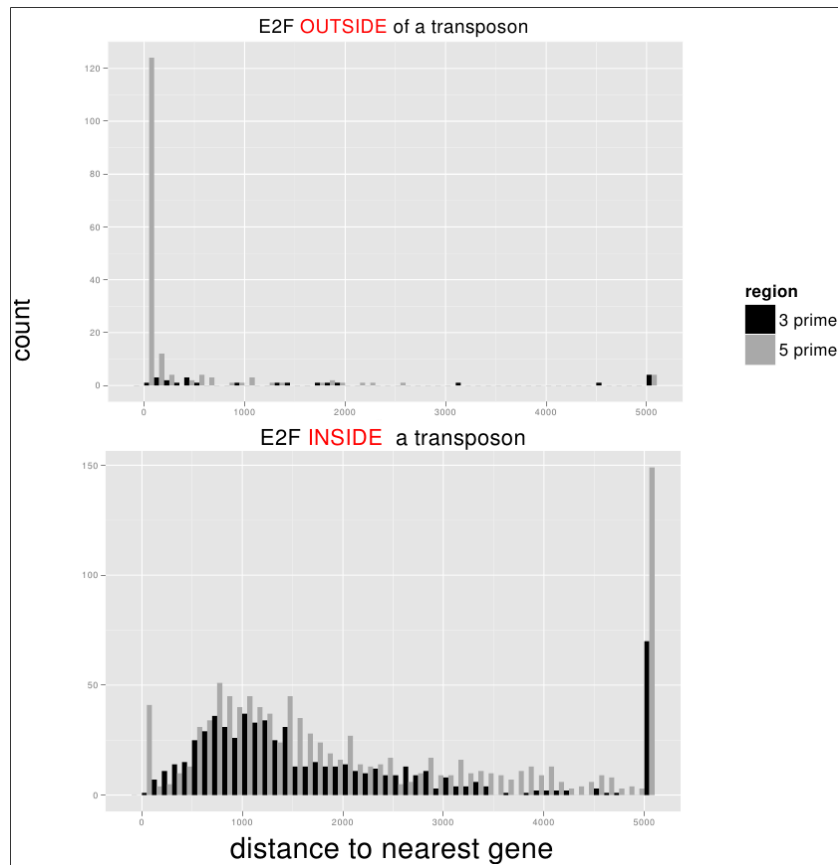 E2F OUTSIDE of a transposon
120
100
80
60
40
20
0
0 1000 2000 3000 4000 5000
count
region
3 prime
5 prime
E2F INSIDE a transposon
150
100
50
0
0 1000 2000 3000 4000 5000
distance to nearest gene